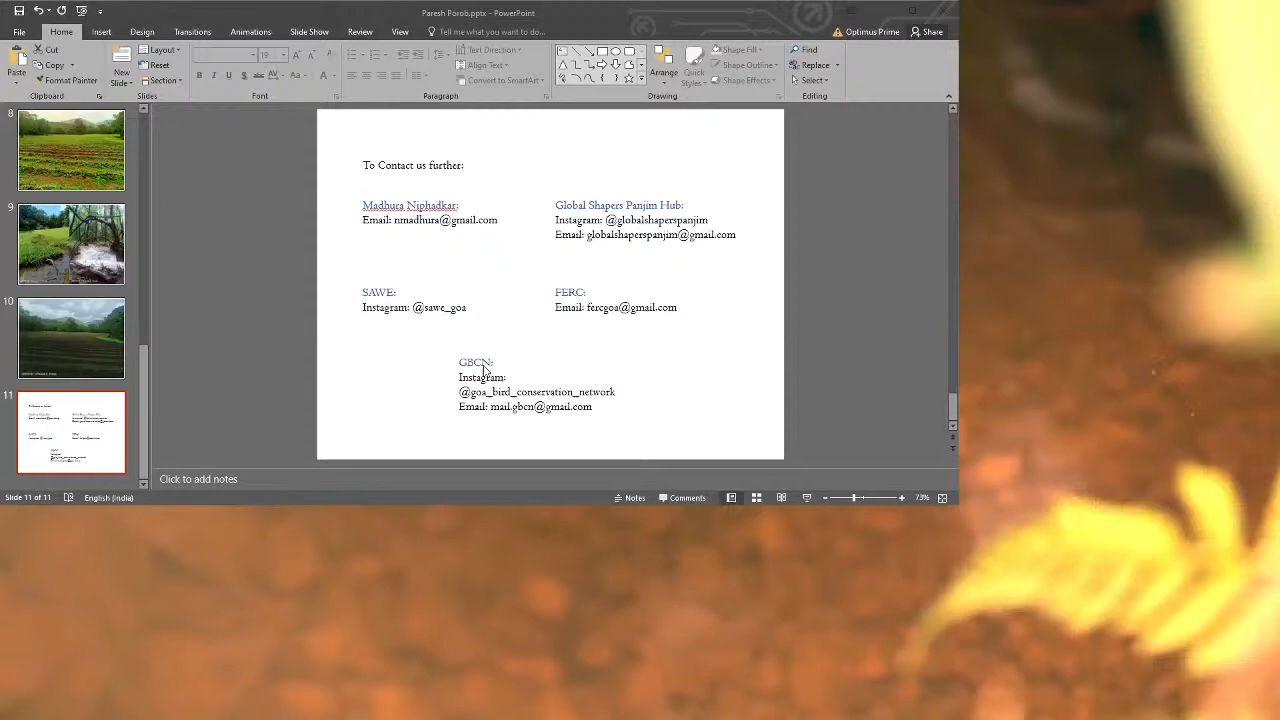 Paresh Porob.pptx - PowerPoint
File Home Insert Design Transitions Animations Slide Show Review View Tell me what you want to do... Optimus Prime Share
Paste Cut Copy Format Painter Clipboard
New Slide Layout Reset Section Slides
19 Font
Text Direction Align Text Convert to SmartArt Paragraph
Arrange Quick Styles Shape Fill Shape Outline Shape Effects Drawing
Find Replace Select Editing
8
9
10
11
To Contact us further:
Madhura Niphadkar:
Email: nmadhura@gmail.com
Global Shapers Panjim Hub:
Instagram: @globalshaperspanjim
Email: globalshaperspanjim@gmail.com
SAWE:
Instagram: @sawe_goa
FERC:
Email: fercgoa@gmail.com
GBCN:
Instagram:
@goa_bird_conservation_network
Email: mail.gbcn@gmail.com
Click to add notes
Slide 11 of 11 English (India) Notes Comments 73%